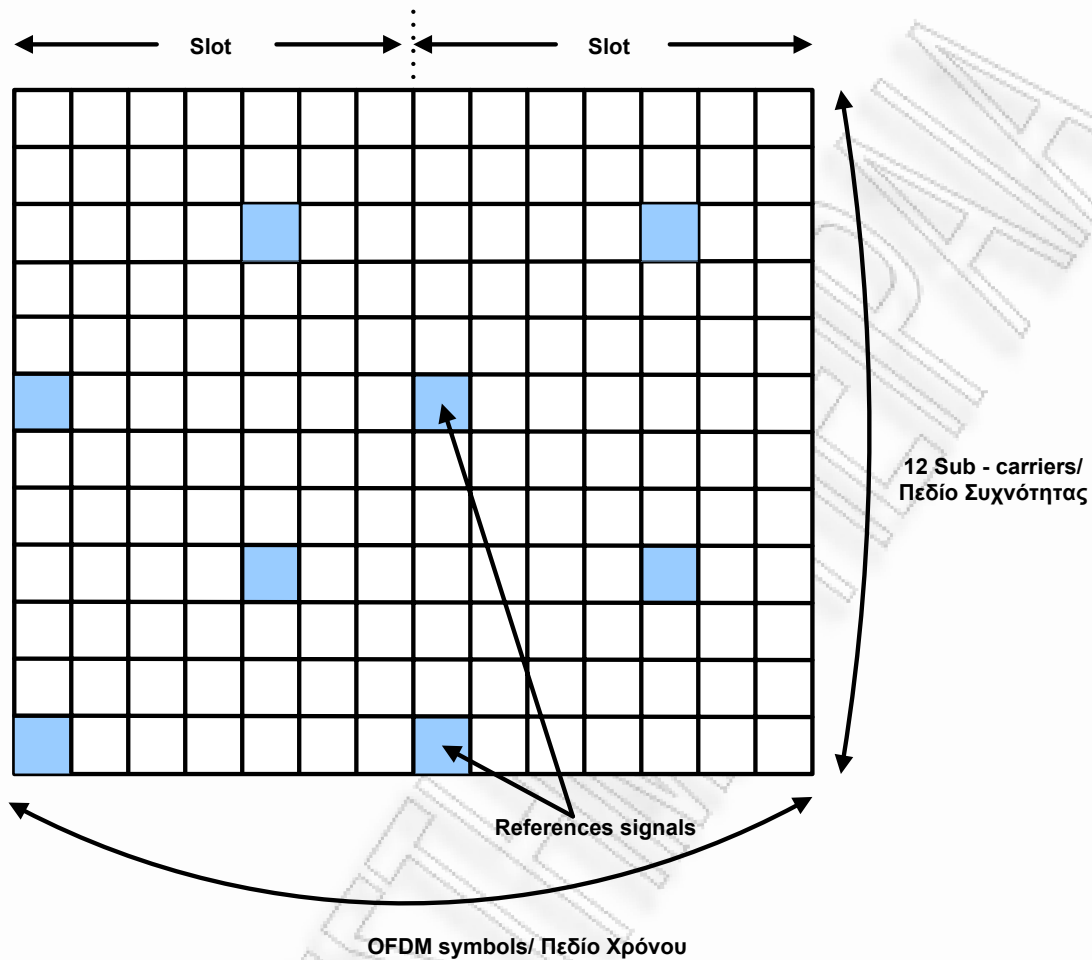 Slot
Slot
12 Sub - carriers/
Πεδίο Συχνότητας
References signals
OFDM symbols/ Πεδίο Χρόνου